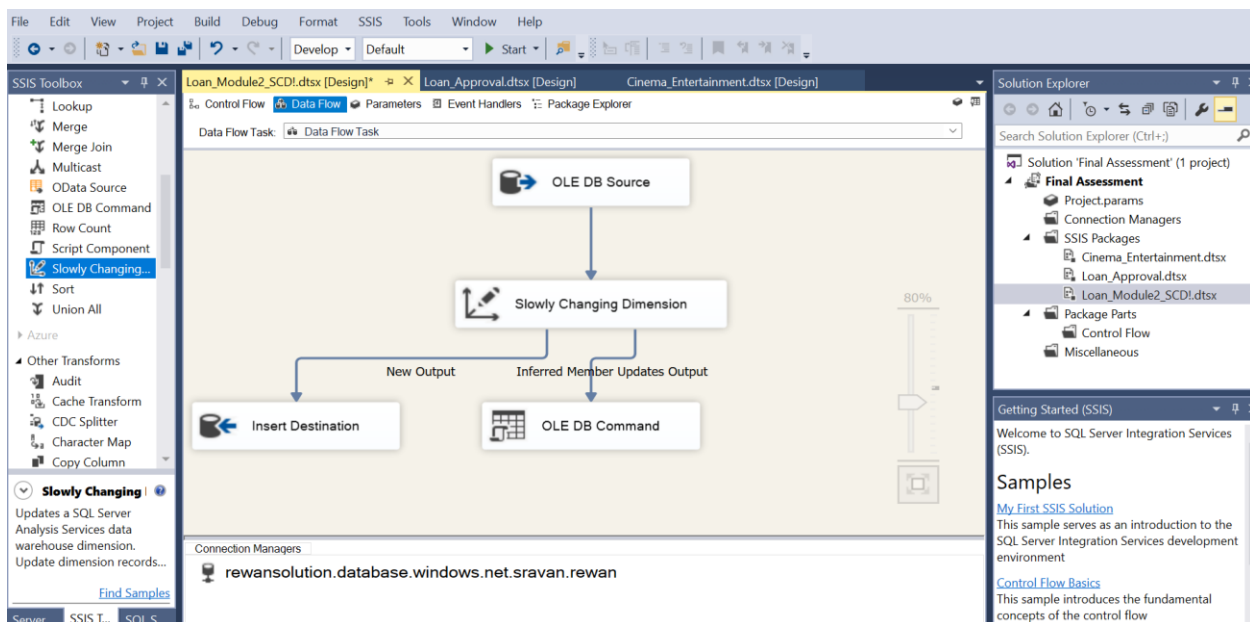 File Edit View Project Build Debug Format SSIS Tools Window Help
Develop Default Start
SSIS Toolbox
Lookup
Merge
Merge Join
Multicast
OData Source
OLE DB Command
Row Count
Script Component
Slowly Changing...
Sort
Union All
Azure
Other Transforms
Audit
Cache Transform
CDC Splitter
Character Map
Copy Column
Slowly Changing
Updates a SQL Server
Analysis Services data
warehouse dimension.
Update dimension records...
Find Samples
Server SSIS T... SQL S
Loan_Module2_SCD!.dtsx [Design]* Loan_Approval.dtsx [Design] Cinema_Entertainment.dtsx [Design]
Control Flow Data Flow Parameters Event Handlers Package Explorer
Data Flow Task: Data Flow Task
OLE DB Source
Slowly Changing Dimension
80%
New Output Inferred Member Updates Output
Insert Destination OLE DB Command
Connection Managers
rewansolution.database.windows.net.sravan.rewan
Solution Explorer
Search Solution Explorer (Ctrl+;)
Solution 'Final Assessment' (1 project)
Final Assessment
Project.params
Connection Managers
SSIS Packages
Cinema_Entertainment.dtsx
Loan_Approval.dtsx
Loan_Module2_SCD!.dtsx
Package Parts
Control Flow
Miscellaneous
Getting Started (SSIS)
Welcome to SQL Server Integration Services
(SSIS).
Samples
My First SSIS Solution
This sample serves as an introduction to the
SQL Server Integration Services development
environment
Control Flow Basics
This sample introduces the fundamental
concepts of the control flow